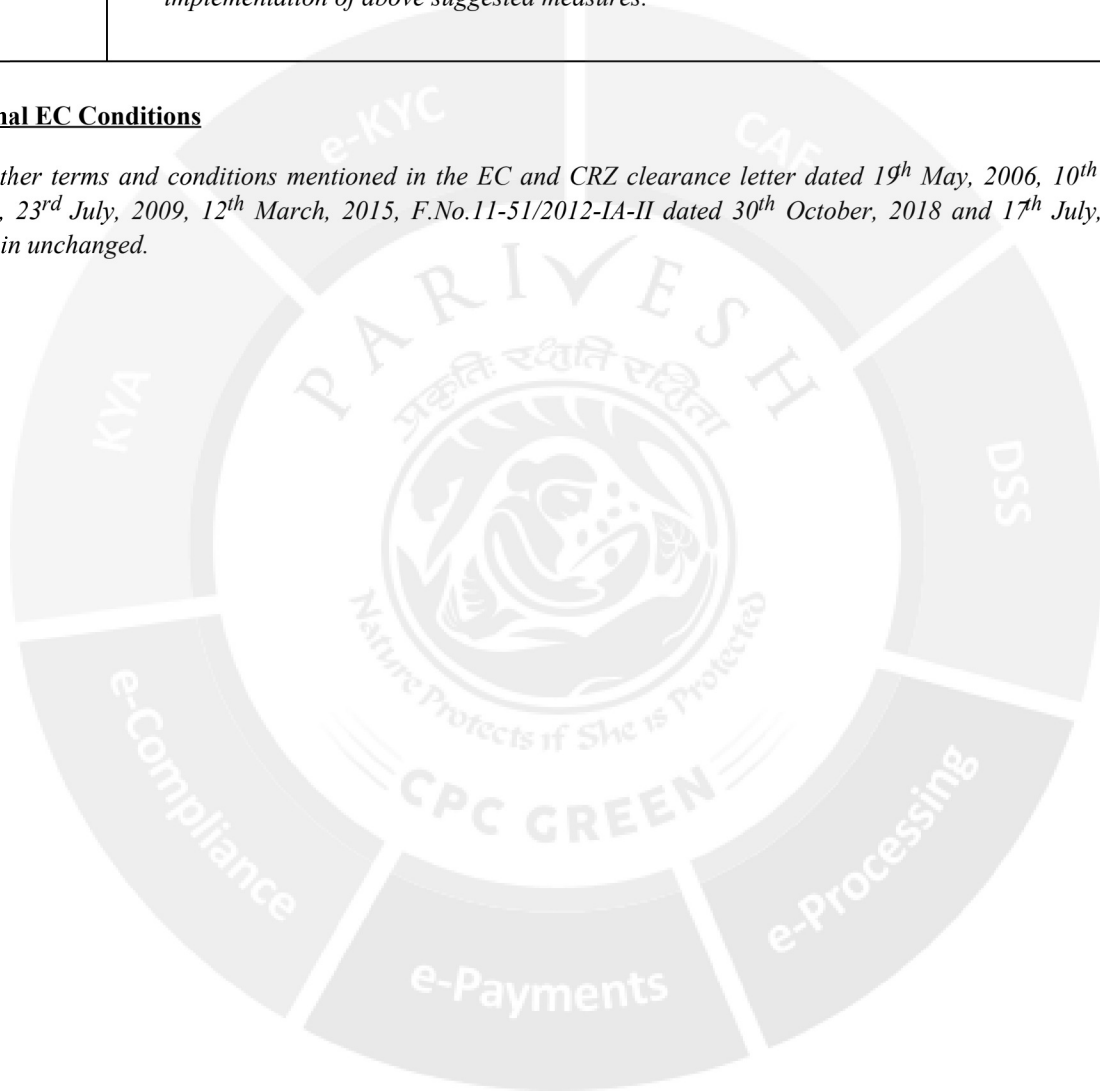 implementation of above suggested measures.
nal EC Conditions
ther terms and conditions mentioned in the EC and CRZ clearance letter dated 19th May, 2006, 10th
, 23rd July, 2009, 12th March, 2015, F.No.11-51/2012-IA-II dated 30th October, 2018 and 17th July,
in unchanged.
e-KYC
CAF
PARIVESH
प्रकृतिः रक्षति रक्षिता
KYA
DSS
Nature Protects if She is Protected
CPC GREEN
e-Compliance
e-Processing
e-Payments